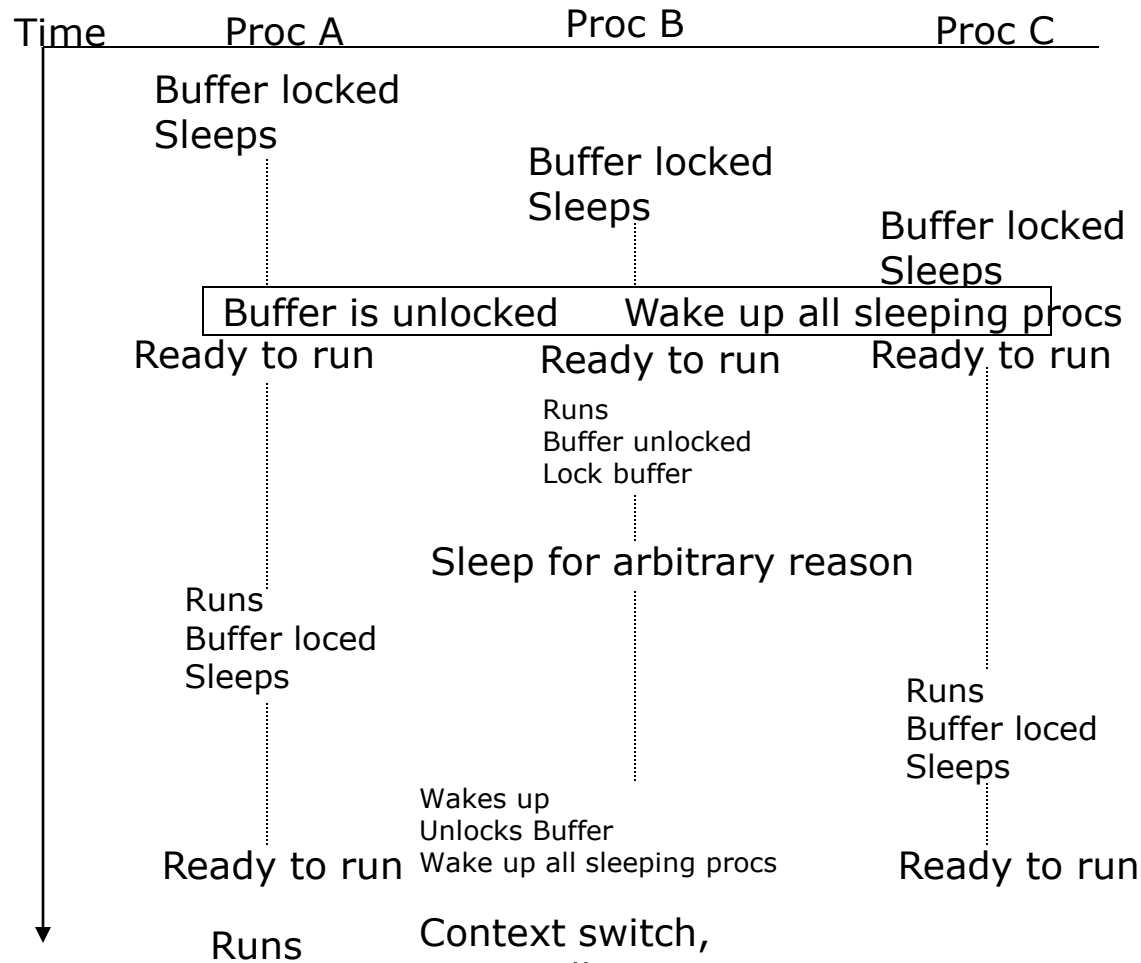 Time Proc A Proc B Proc C
Buffer locked
Sleeps
Buffer locked
Sleeps
Buffer locked
Sleeps
Buffer is unlocked Wake up all sleeping procs
Ready to run Ready to run Ready to run
Runs
Buffer unlocked
Lock buffer
Sleep for arbitrary reason
Runs
Buffer loced
Sleeps
Runs
Buffer loced
Sleeps
Wakes up
Unlocks Buffer
Wake up all sleeping procs
Ready to run Ready to run
Runs Context switch,